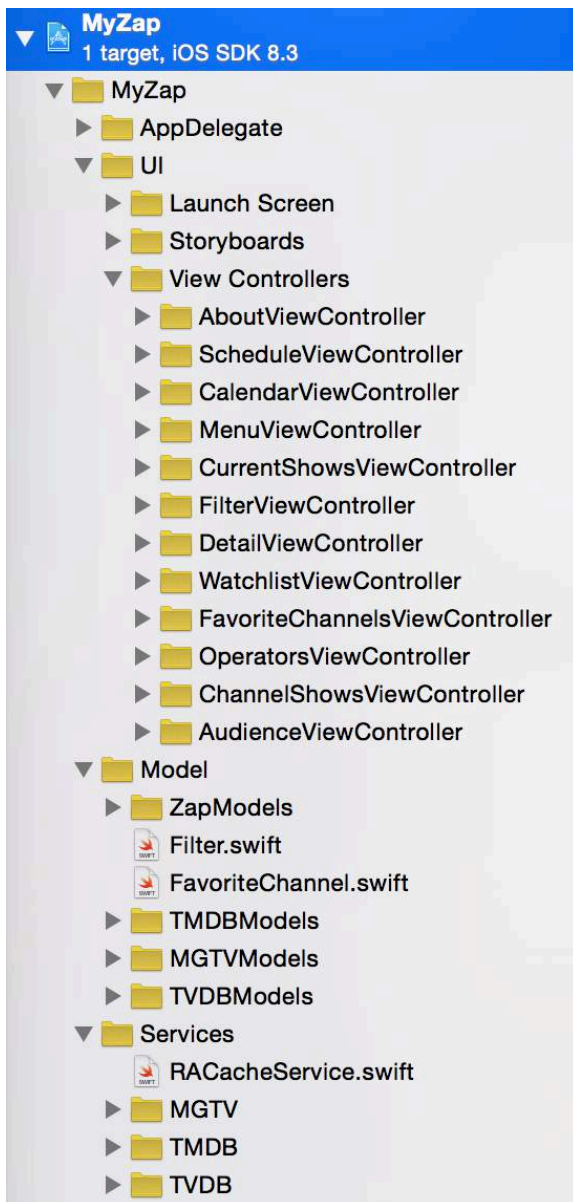 MyZap
1 target, iOS SDK 8.3
MyZap
AppDelegate
UI
Launch Screen
Storyboards
View Controllers
AboutViewController
ScheduleViewController
CalendarViewController
MenuViewController
CurrentShowsViewController
FilterViewController
DetailViewController
WatchlistViewController
FavoriteChannelsViewController
OperatorsViewController
ChannelShowsViewController
AudienceViewController
Model
ZapModels
Filter.swift
FavoriteChannel.swift
TMDBModels
MGTVModels
TVDBModels
Services
RACacheService.swift
MGTV
TMDB
TVDB